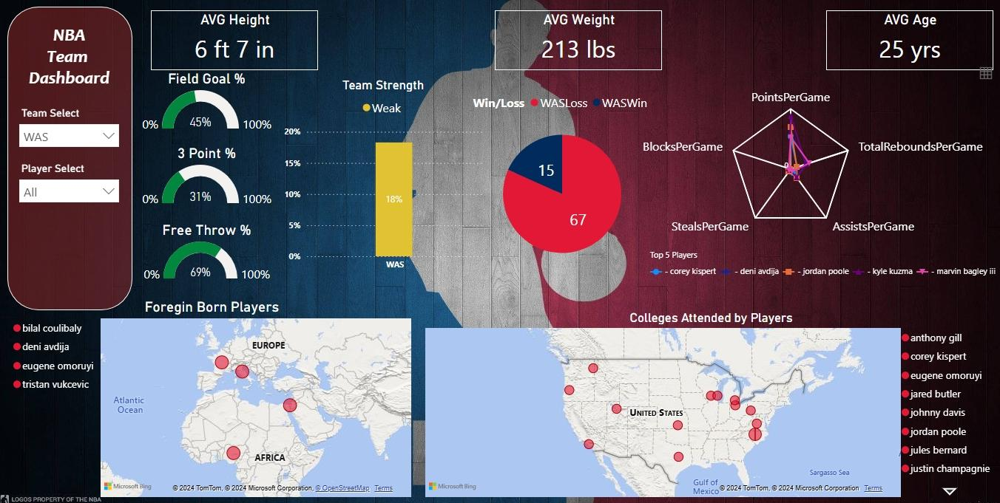 NBA
Team
Dashboard
Team Select
WAS
Player Select
All
AVG Height
6 ft 7 in
AVG Weight
213 lbs
AVG Age
25 yrs
Field Goal %
0%
45%
100%
3 Point %
0%
31%
100%
Free Throw %
0%
69%
100%
Team Strength
Weak
20%
15%
10%
5%
0%
18%
WAS
Win/Loss WASLoss WASWin
15
67
PointsPerGame
BlocksPerGame
TotalReboundsPerGame
StealsPerGame
AssistsPerGame
0
Top 5 Players
- corey kispert - deni avdija - jordan poole - kyle kuzma - marvin bagley iii
Foregin Born Players
bilal coulibaly
deni avdija
eugene omoruyi
tristan vukcevic
EUROPE
Atlantic
Ocean
AFRICA
Microsoft Bing
© 2024 TomTom, © 2024 Microsoft Corporation, © OpenStreetMap Terms
Colleges Attended by Players
UNITED STATES
Sargasso Sea
Gulf of
Mexico
Microsoft Bing
© 2024 TomTom, © 2024 Microsoft Corporation Terms
anthony gill
corey kispert
eugene omoruyi
jared butler
johnny davis
jordan poole
jules bernard
justin champagnie
LOGOS PROPERTY OF THE NBA